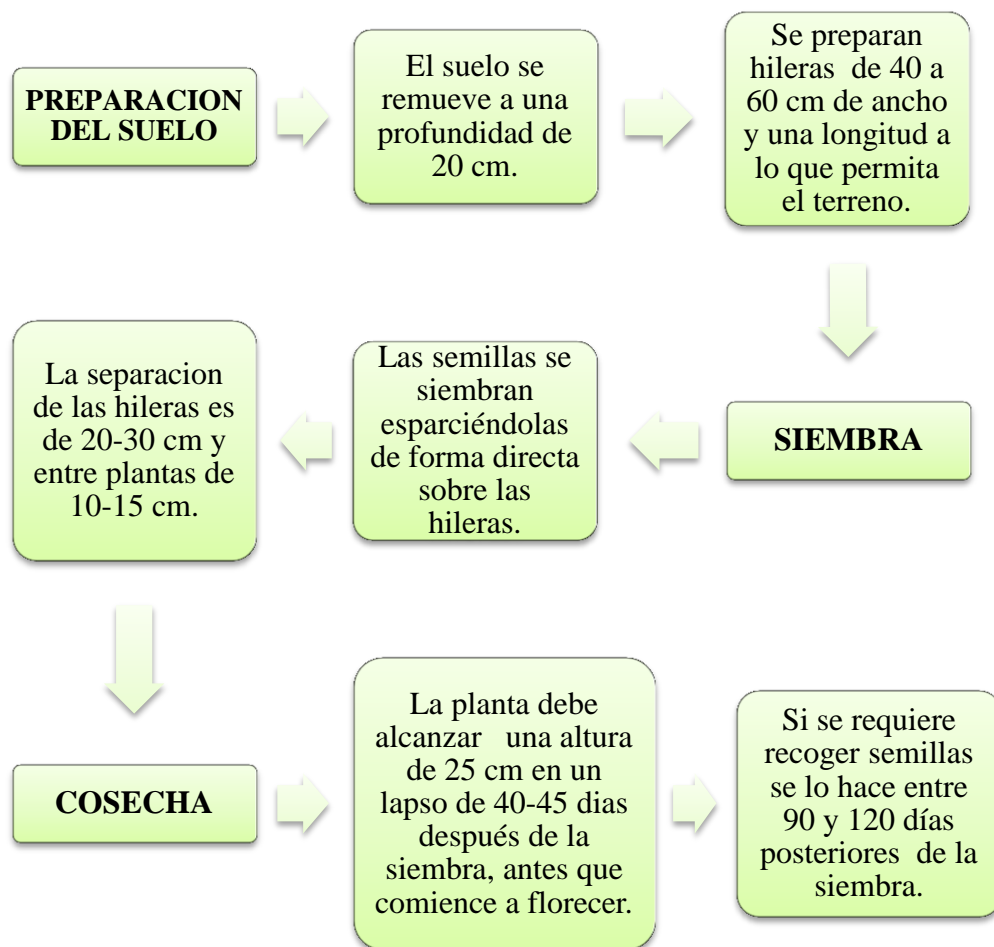 PREPARACION
DEL SUELO
El suelo se
remueve a una
profundidad de
20 cm.
Se preparan
hileras de 40 a
60 cm de ancho
y una longitud a
lo que permita
el terreno.
SIEMBRA
Las semillas se
siembran
esparciéndolas
de forma directa
sobre las
hileras.
La separacion
de las hileras es
de 20-30 cm y
entre plantas de
10-15 cm.
COSECHA
La planta debe
alcanzar una altura
de 25 cm en un
lapso de 40-45 dias
después de la
siembra, antes que
comience a florecer.
Si se requiere
recoger semillas
se lo hace entre
90 y 120 días
posteriores de la
siembra.